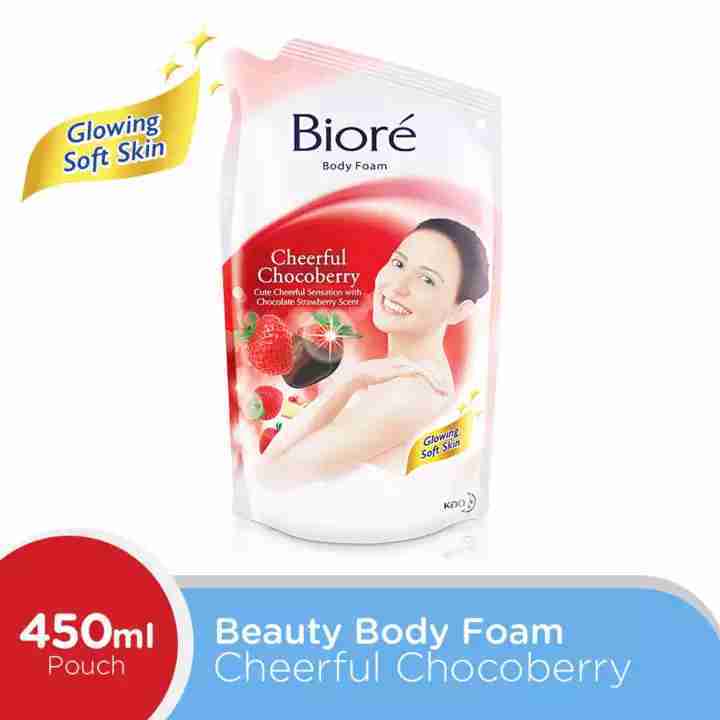 Glowing
Soft Skin
Bioré
Body Foam
Cheerful
Chocoberry
Cute Cheerful Sensation with
Chocolate Strawberry Scent
Glowing
Soft Skin
Kao
450ml
Pouch
Beauty Body Foam
Cheerful Chocoberry